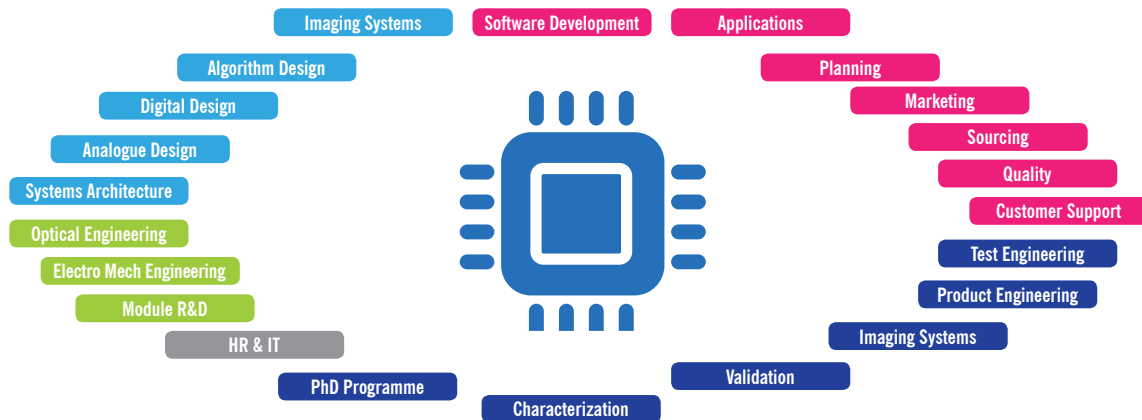 Imaging Systems
Software Development
Applications
Algorithm Design
Planning
Digital Design
Marketing
Analogue Design
Sourcing
Systems Architecture
Quality
Customer Support
Optical Engineering
Test Engineering
Electro Mech Engineering
Product Engineering
Module R&D
Imaging Systems
HR & IT
Validation
PhD Programme
Characterization